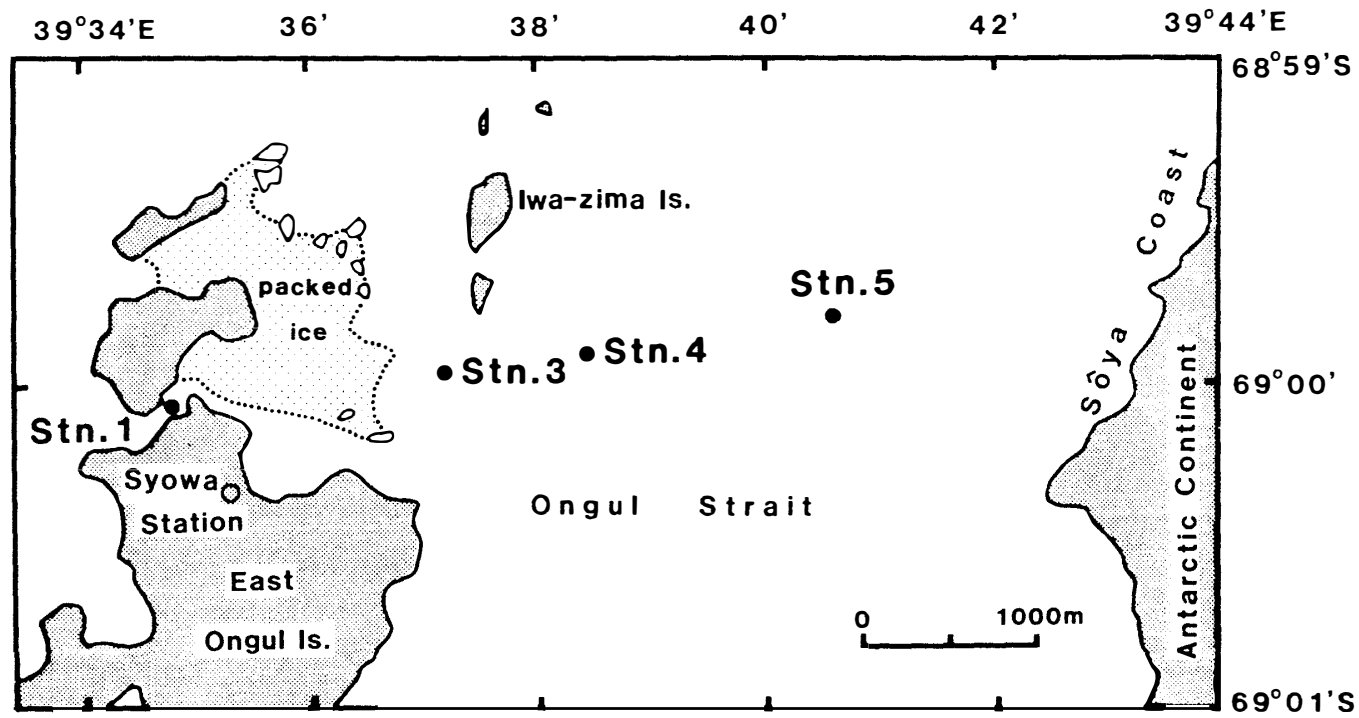 39°34'E 36' 38' 40' 42' 39°44'E
68°59'S
Iwa-zima Is.
Sôya Coast
packed
ice
Stn.5
Stn.4
Stn.3
69°00'
Stn.1
Syowa
Station
Ongul Strait
Antarctic Continent
East
Ongul Is.
0 1000m
69°01'S